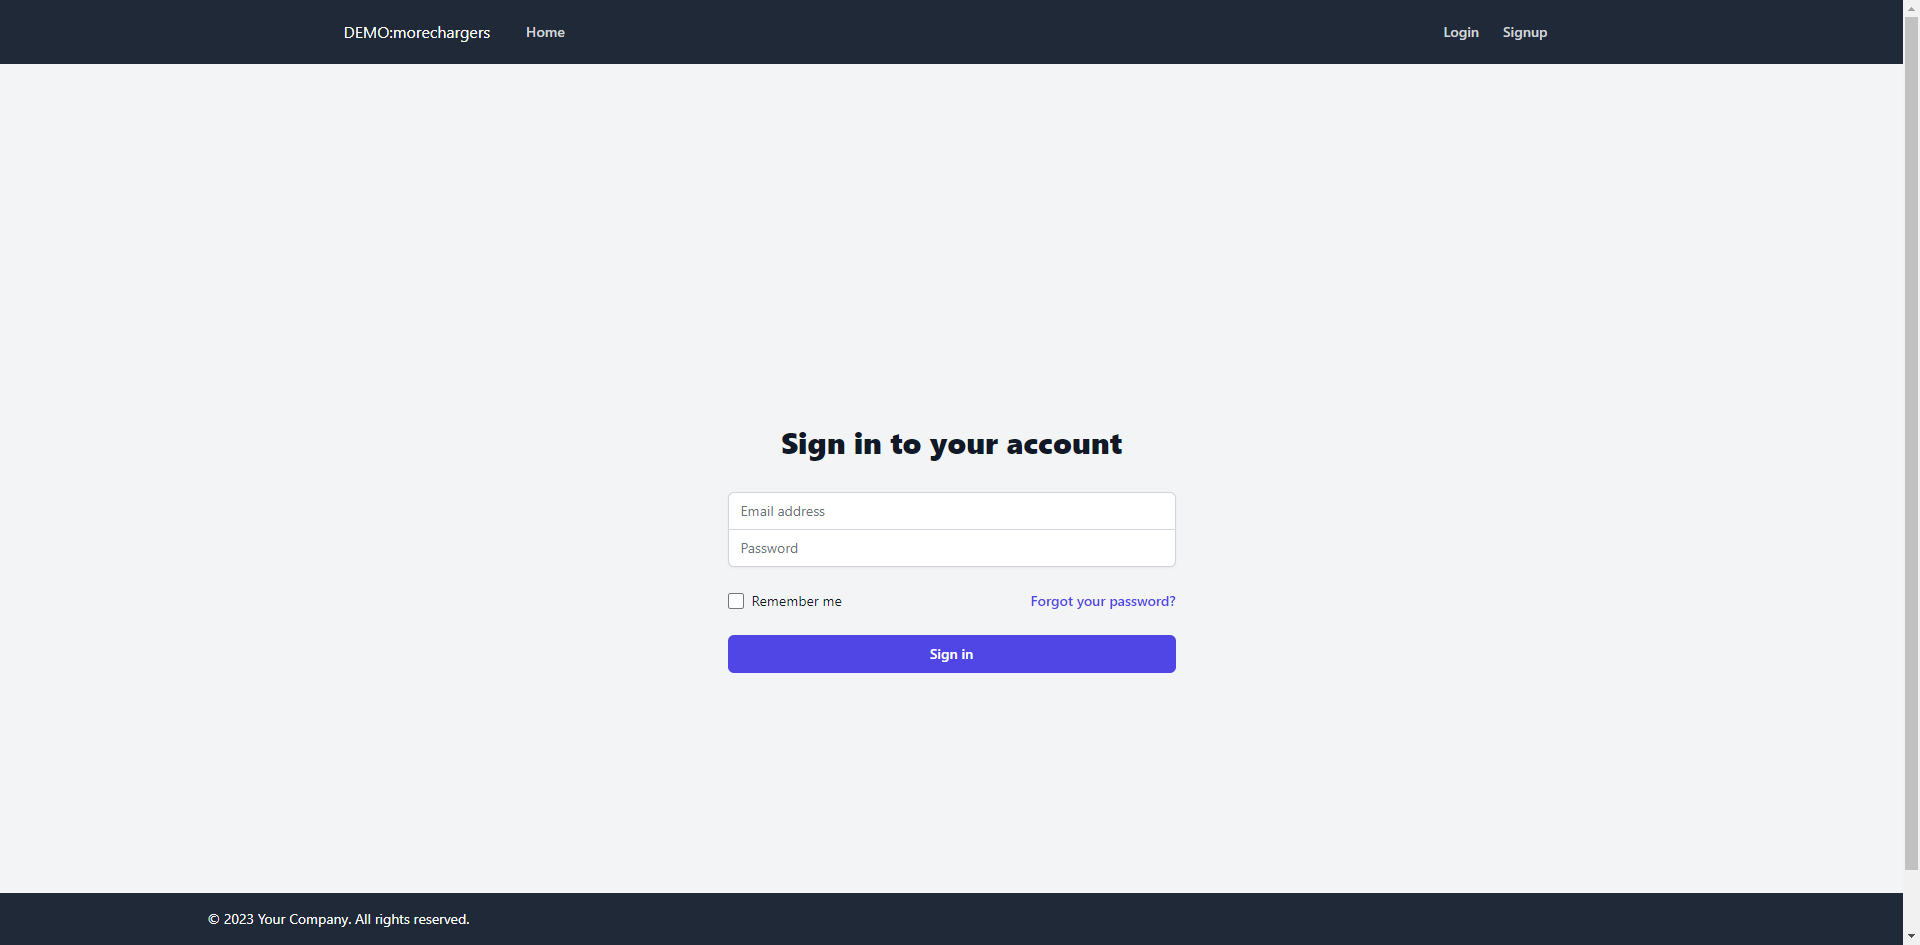 DEMO:morechargers Home Login Signup
Sign in to your account
Email address
Password
Remember me Forgot your password?
Sign in
© 2023 Your Company. All rights reserved.